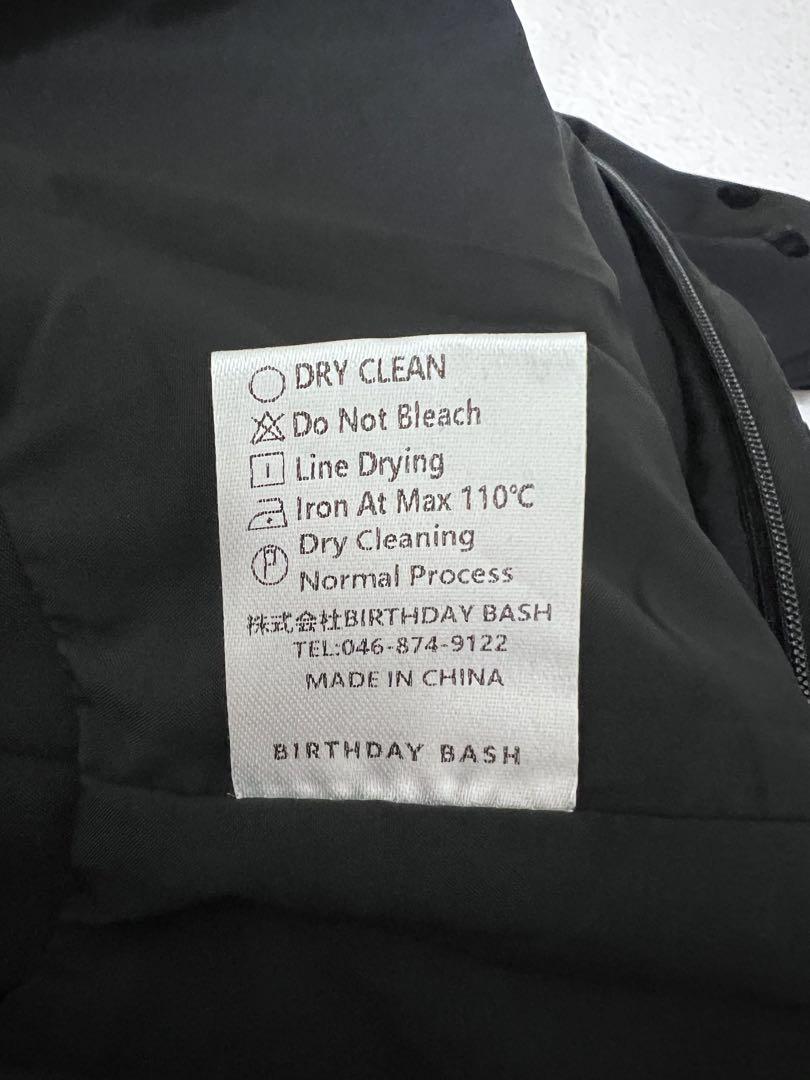 DRY CLEAN
Do Not Bleach
Line Drying
Iron At Max 110℃
Dry Cleaning
Normal Process
株式会社BIRTHDAY BASH
TEL:046-874-9122
MADE IN CHINA
BIRTHDAY BASH